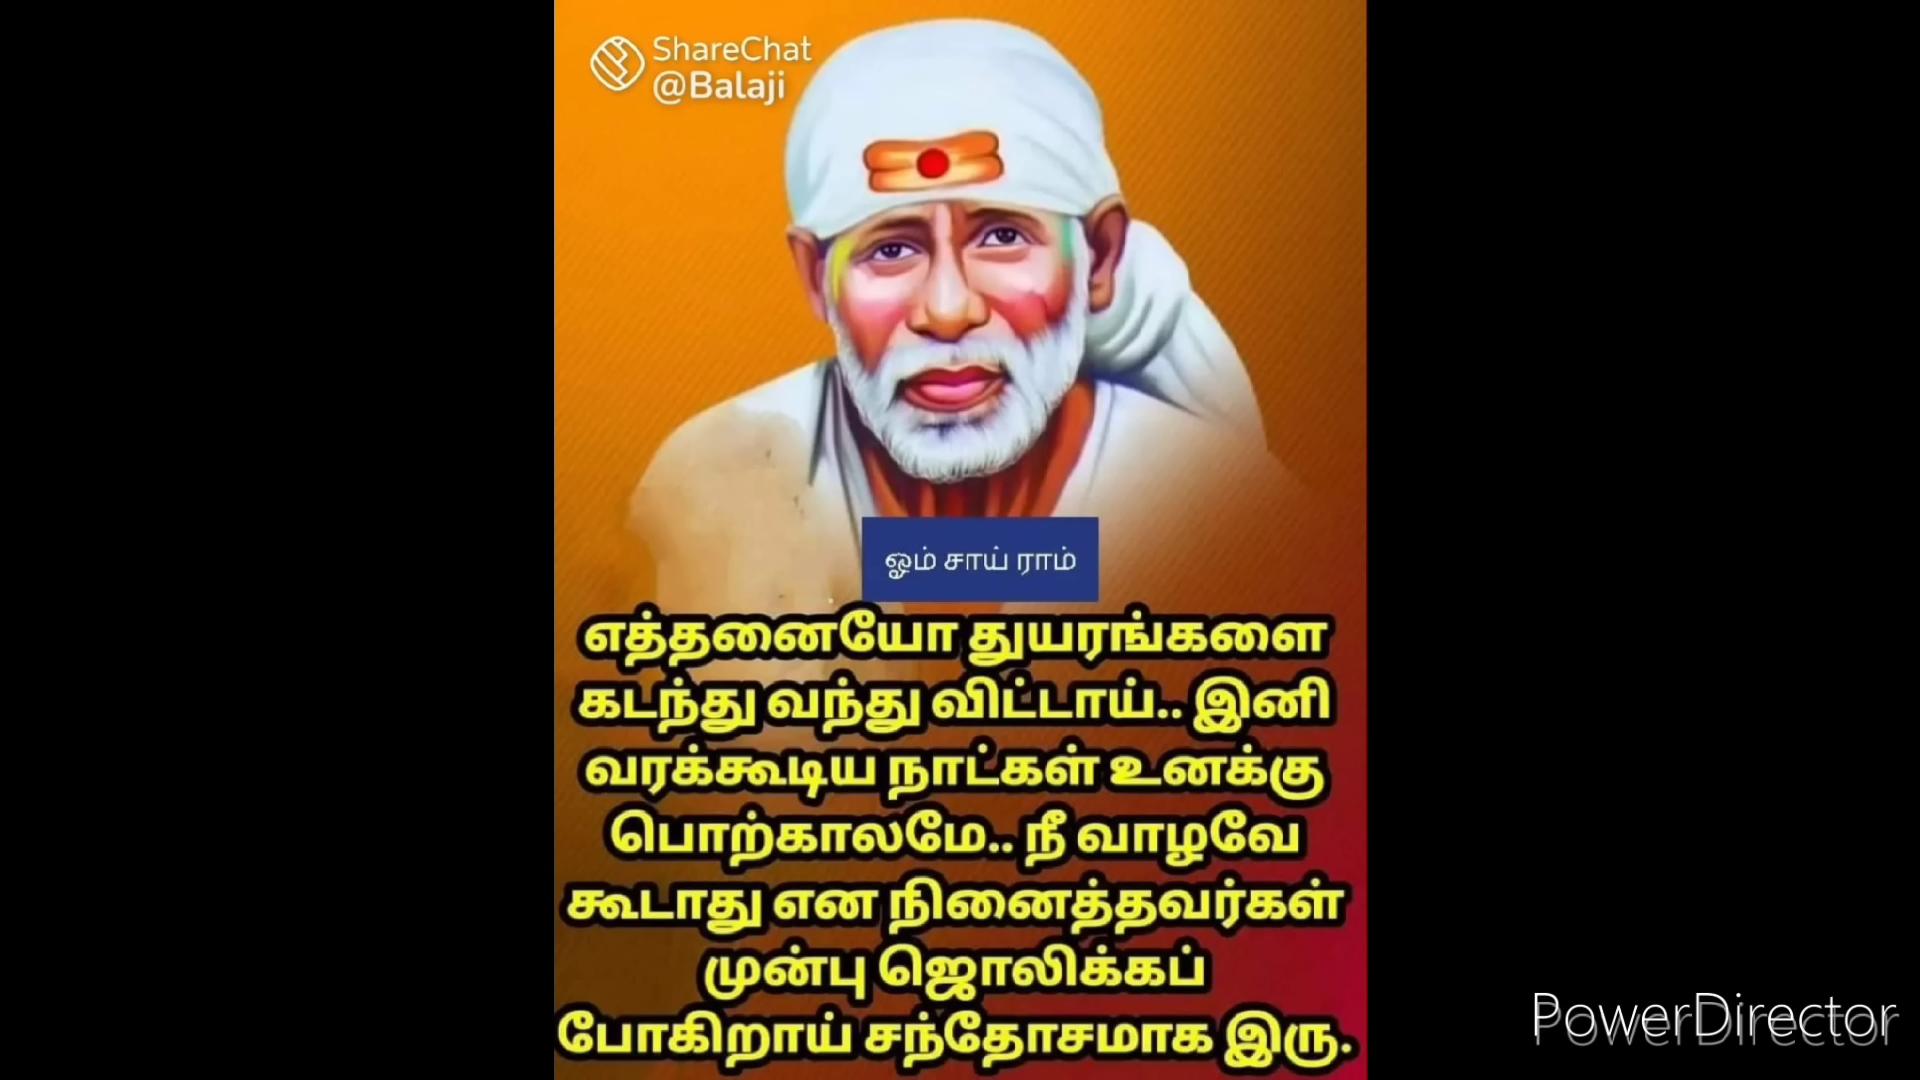 ShareChat
@Balaji
ஓம் சாய் ராம்
எத்தனையோ துயரங்களை
கடந்து வந்து விட்டாய்.. இனி
வரக்கூடிய நாட்கள் உனக்கு
பொற்காலமே.. நீ வாழவே
கூடாது என நினைத்தவர்கள்
முன்பு ஜொலிக்கப்
போகிறாய் சந்தோசமாக இரு.
PowerDirector